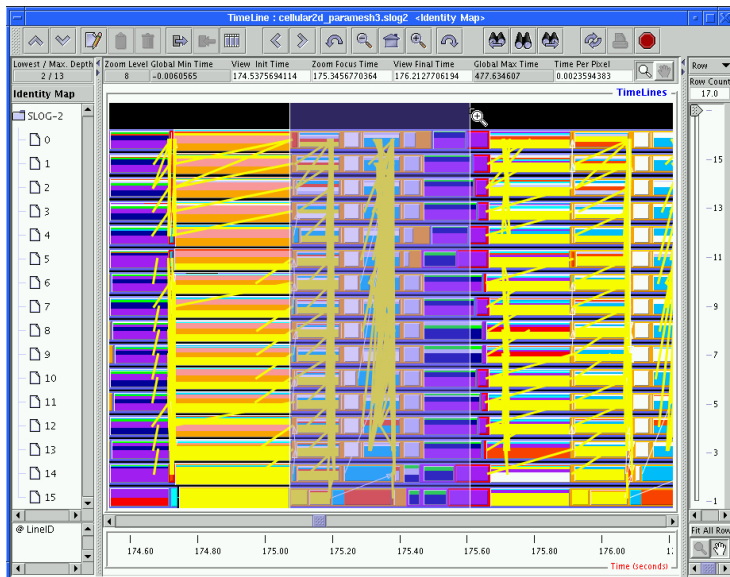 TimeLine : cellular2d_paramesh3.slog2 <Identity Map>
Lowest / Max. Depth
2 / 13
Zoom Level
8
Global Min Time
-0.0060565
View Init Time
174.5375694114
Zoom Focus Time
175.3456770364
View Final Time
176.2127706194
Global Max Time
477.634607
Time Per Pixel
0.0023594383
Row
Row Count
17.0
Identity Map
TimeLines
SLOG-2
0
1
2
3
4
5
6
7
8
9
10
11
12
13
14
15
15
13
11
9
7
5
3
1
@ LineID
174.60
174.80
175.00
175.20
175.40
175.60
175.80
176.00
Time (seconds)
Fit All Row